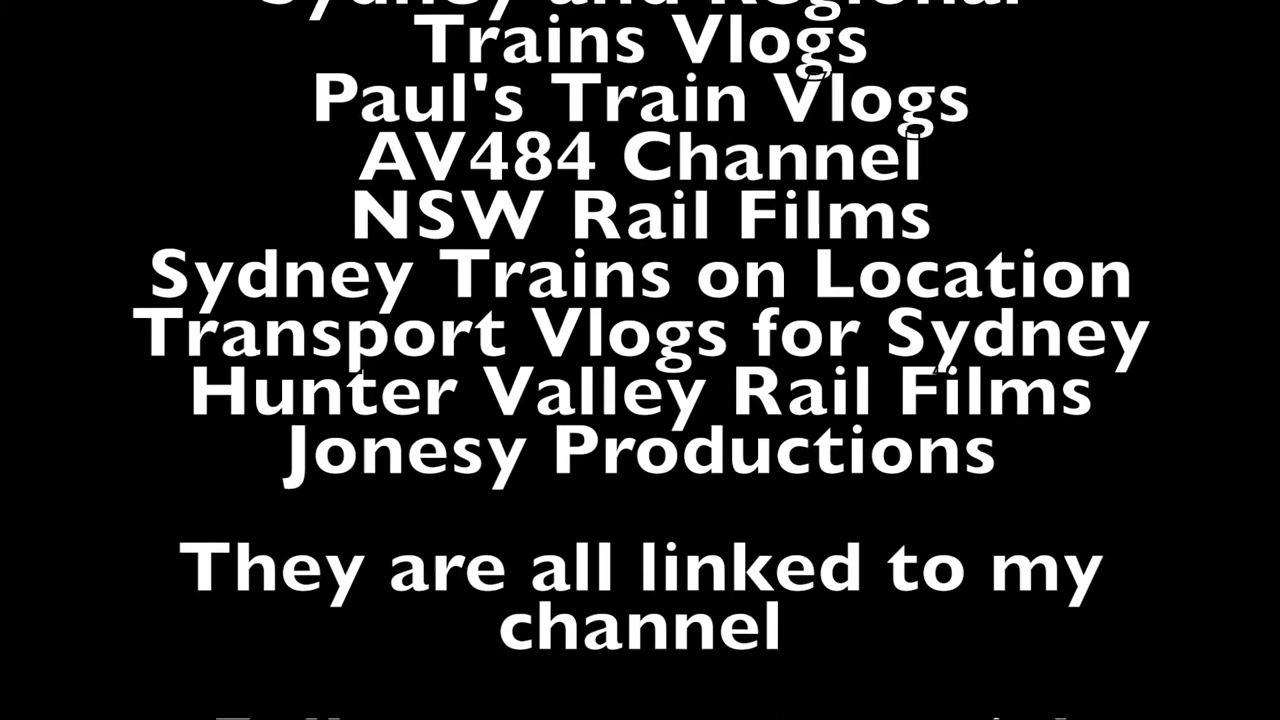 Sydney and Regional
Trains Vlogs
Paul's Train Vlogs
AV484 Channel
NSW Rail Films
Sydney Trains on Location
Transport Vlogs for Sydney
Hunter Valley Rail Films
Jonesy Productions
They are all linked to my
channel